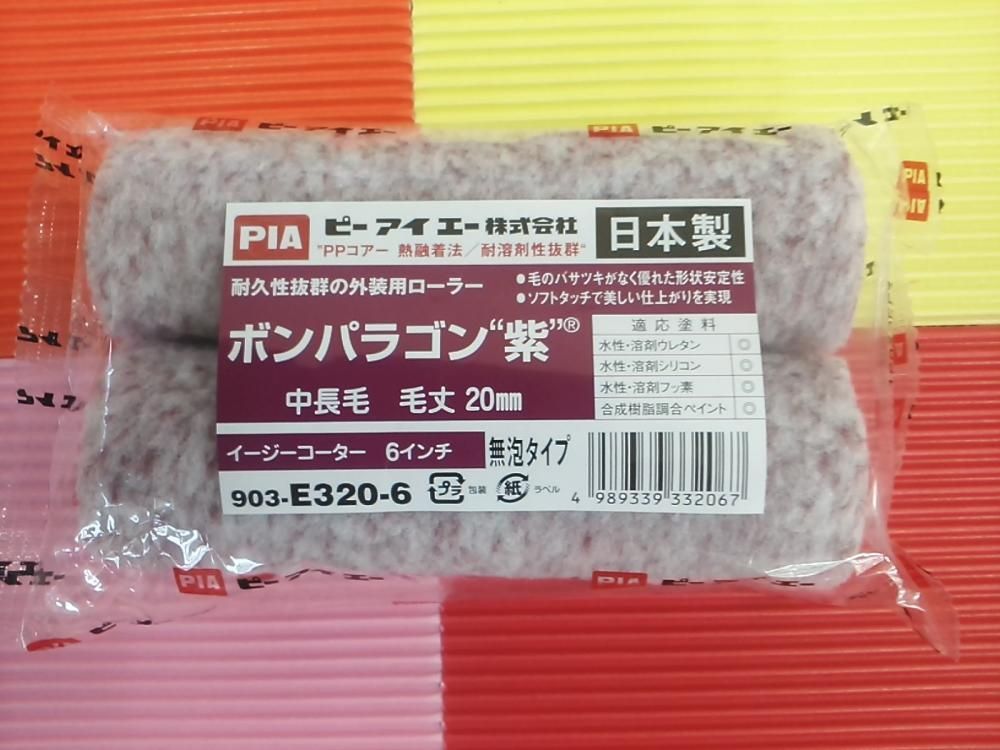 PIA ピーアイエー
PIA ピーアイエー
PIA
PIA ピーアイエー株式会社 日本製
"PPコアー 熱融着法／耐溶剤性抜群"
耐久性抜群の外装用ローラー
●毛のパサツキがなく優れた形状安定性
●ソフトタッチで美しい仕上がりを実現
ボンパラゴン“紫”®
中長毛 毛丈 20mm
適応塗料
水性・溶剤ウレタン ◎
水性・溶剤シリコン ◎
水性・溶剤フッ素 ◎
合成樹脂調合ペイント ◎
イージーコーター 6インチ 無泡タイプ
903-E320-6 プラ 包装 紙 ラベル
4 989339 332067
PIA ピーアイエー
PIA ピーアイエー